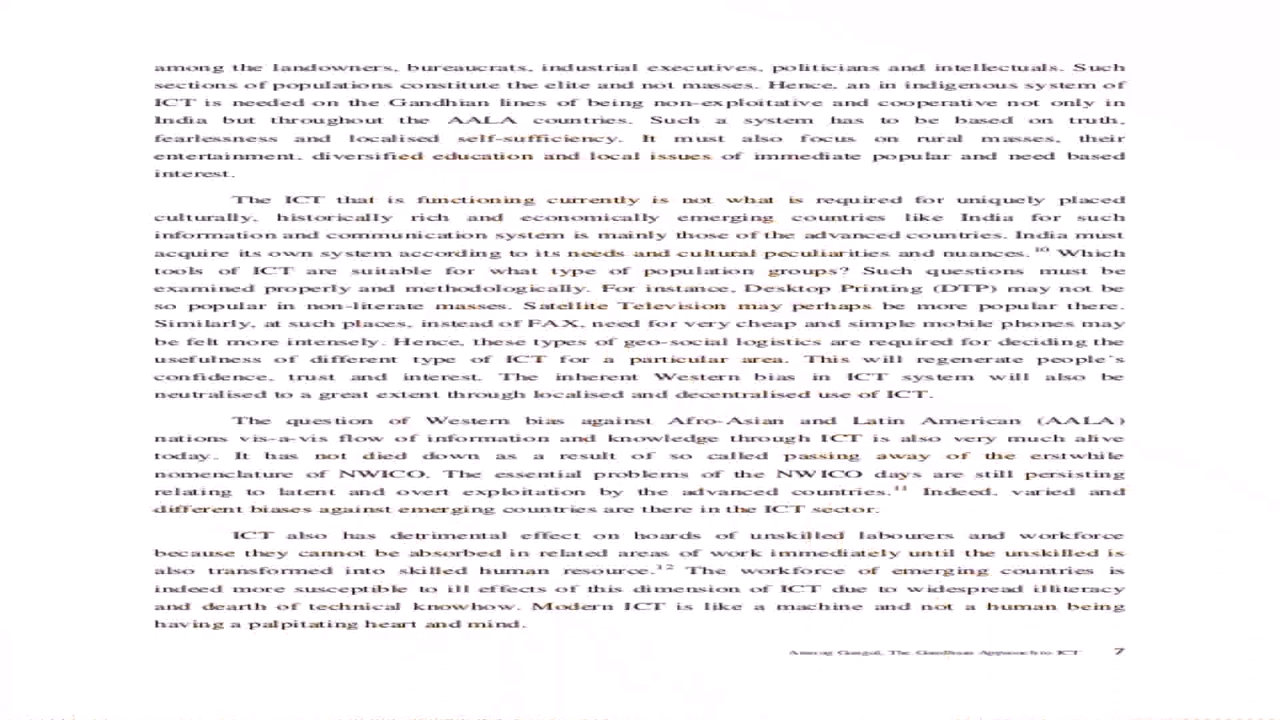 among the landowners, bureaucrats, industrial executives, politicians and intellectuals. Such
sections of populations constitute the elite and not masses. Hence, an in indigenous system of
ICT is needed on the Gandhian lines of being non-exploitative and cooperative not only in
India but throughout the AALA countries. Such a system has to be based on truth,
fearlessness and localised self-sufficiency. It must also focus on rural masses, their
entertainment, diversified education and local issues of immediate popular and need based
interest.
The ICT that is functioning currently is not what is required for uniquely placed
culturally, historically rich and economically emerging countries like India for such
information and communication system is mainly those of the advanced countries. India must
acquire its own system according to its needs and cultural peculiarities and nuances.10 Which
tools of ICT are suitable for what type of population groups? Such questions must be
examined properly and methodologically. For instance, Desktop Printing (DTP) may not be
so popular in non-literate masses. Satellite Television may perhaps be more popular there.
Similarly, at such places, instead of FAX, need for very cheap and simple mobile phones may
be felt more intensely. Hence, these types of geo-social logistics are required for deciding the
usefulness of different type of ICT for a particular area. This will regenerate people's
confidence, trust and interest. The inherent Western bias in ICT system will also be
neutralised to a great extent through localised and decentralised use of ICT.
The question of Western bias against Afro-Asian and Latin American (AALA)
nations vis-a-vis flow of information and knowledge through ICT is also very much alive
today. It has not died down as a result of so called passing away of the erstwhile
nomenclature of NWICO. The essential problems of the NWICO days are still persisting
relating to latent and overt exploitation by the advanced countries.11 Indeed, varied and
different biases against emerging countries are there in the ICT sector.
ICT also has detrimental effect on hoards of unskilled labourers and workforce
because they cannot be absorbed in related areas of work immediately until the unskilled is
also transformed into skilled human resource.12 The workforce of emerging countries is
indeed more susceptible to ill effects of this dimension of ICT due to widespread illiteracy
and dearth of technical knowhow. Modern ICT is like a machine and not a human being
having a palpitating heart and mind.
Anurag Gangal, The Gandhian Approach to ICT 7